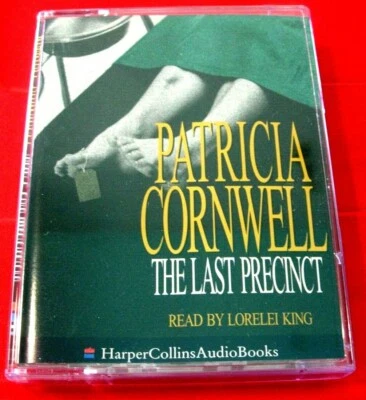 PATRICIA
CORNWELL
THE LAST PRECINCT
READ BY LORELEI KING
HarperCollinsAudioBooks